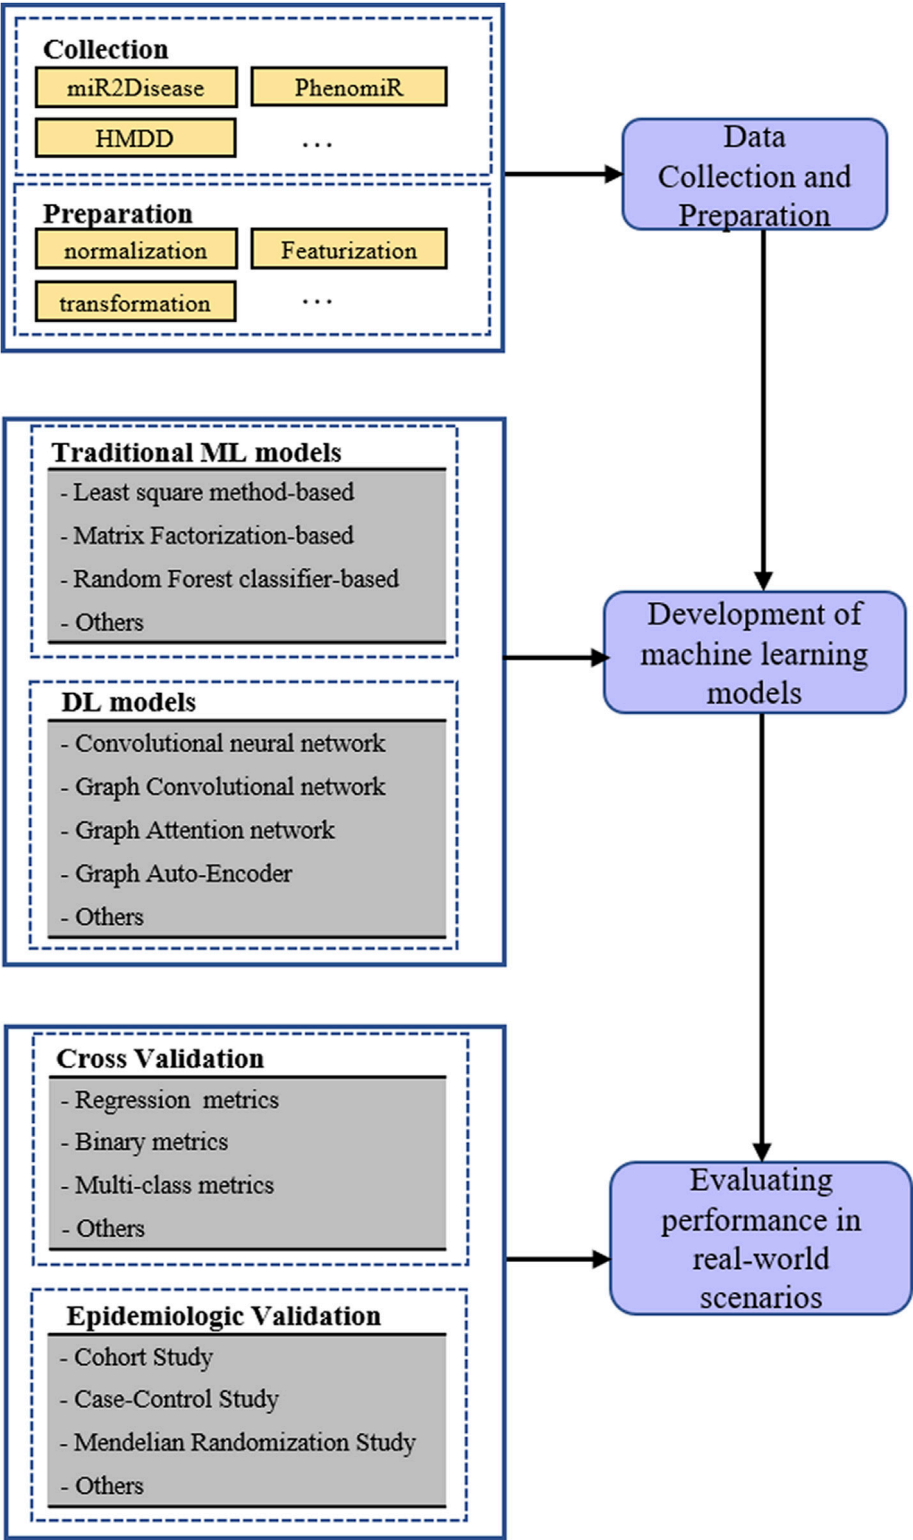 Collection
miR2Disease
PhenomiR
HMDD
...
Preparation
normalization
Featurization
transformation
...
Data
Collection and
Preparation
Traditional ML models
- Least square method-based
- Matrix Factorization-based
- Random Forest classifier-based
- Others
DL models
- Convolutional neural network
- Graph Convolutional network
- Graph Attention network
- Graph Auto-Encoder
- Others
Development of
machine learning
models
Cross Validation
- Regression metrics
- Binary metrics
- Multi-class metrics
- Others
Epidemiologic Validation
- Cohort Study
- Case-Control Study
- Mendelian Randomization Study
- Others
Evaluating
performance in
real-world
scenarios